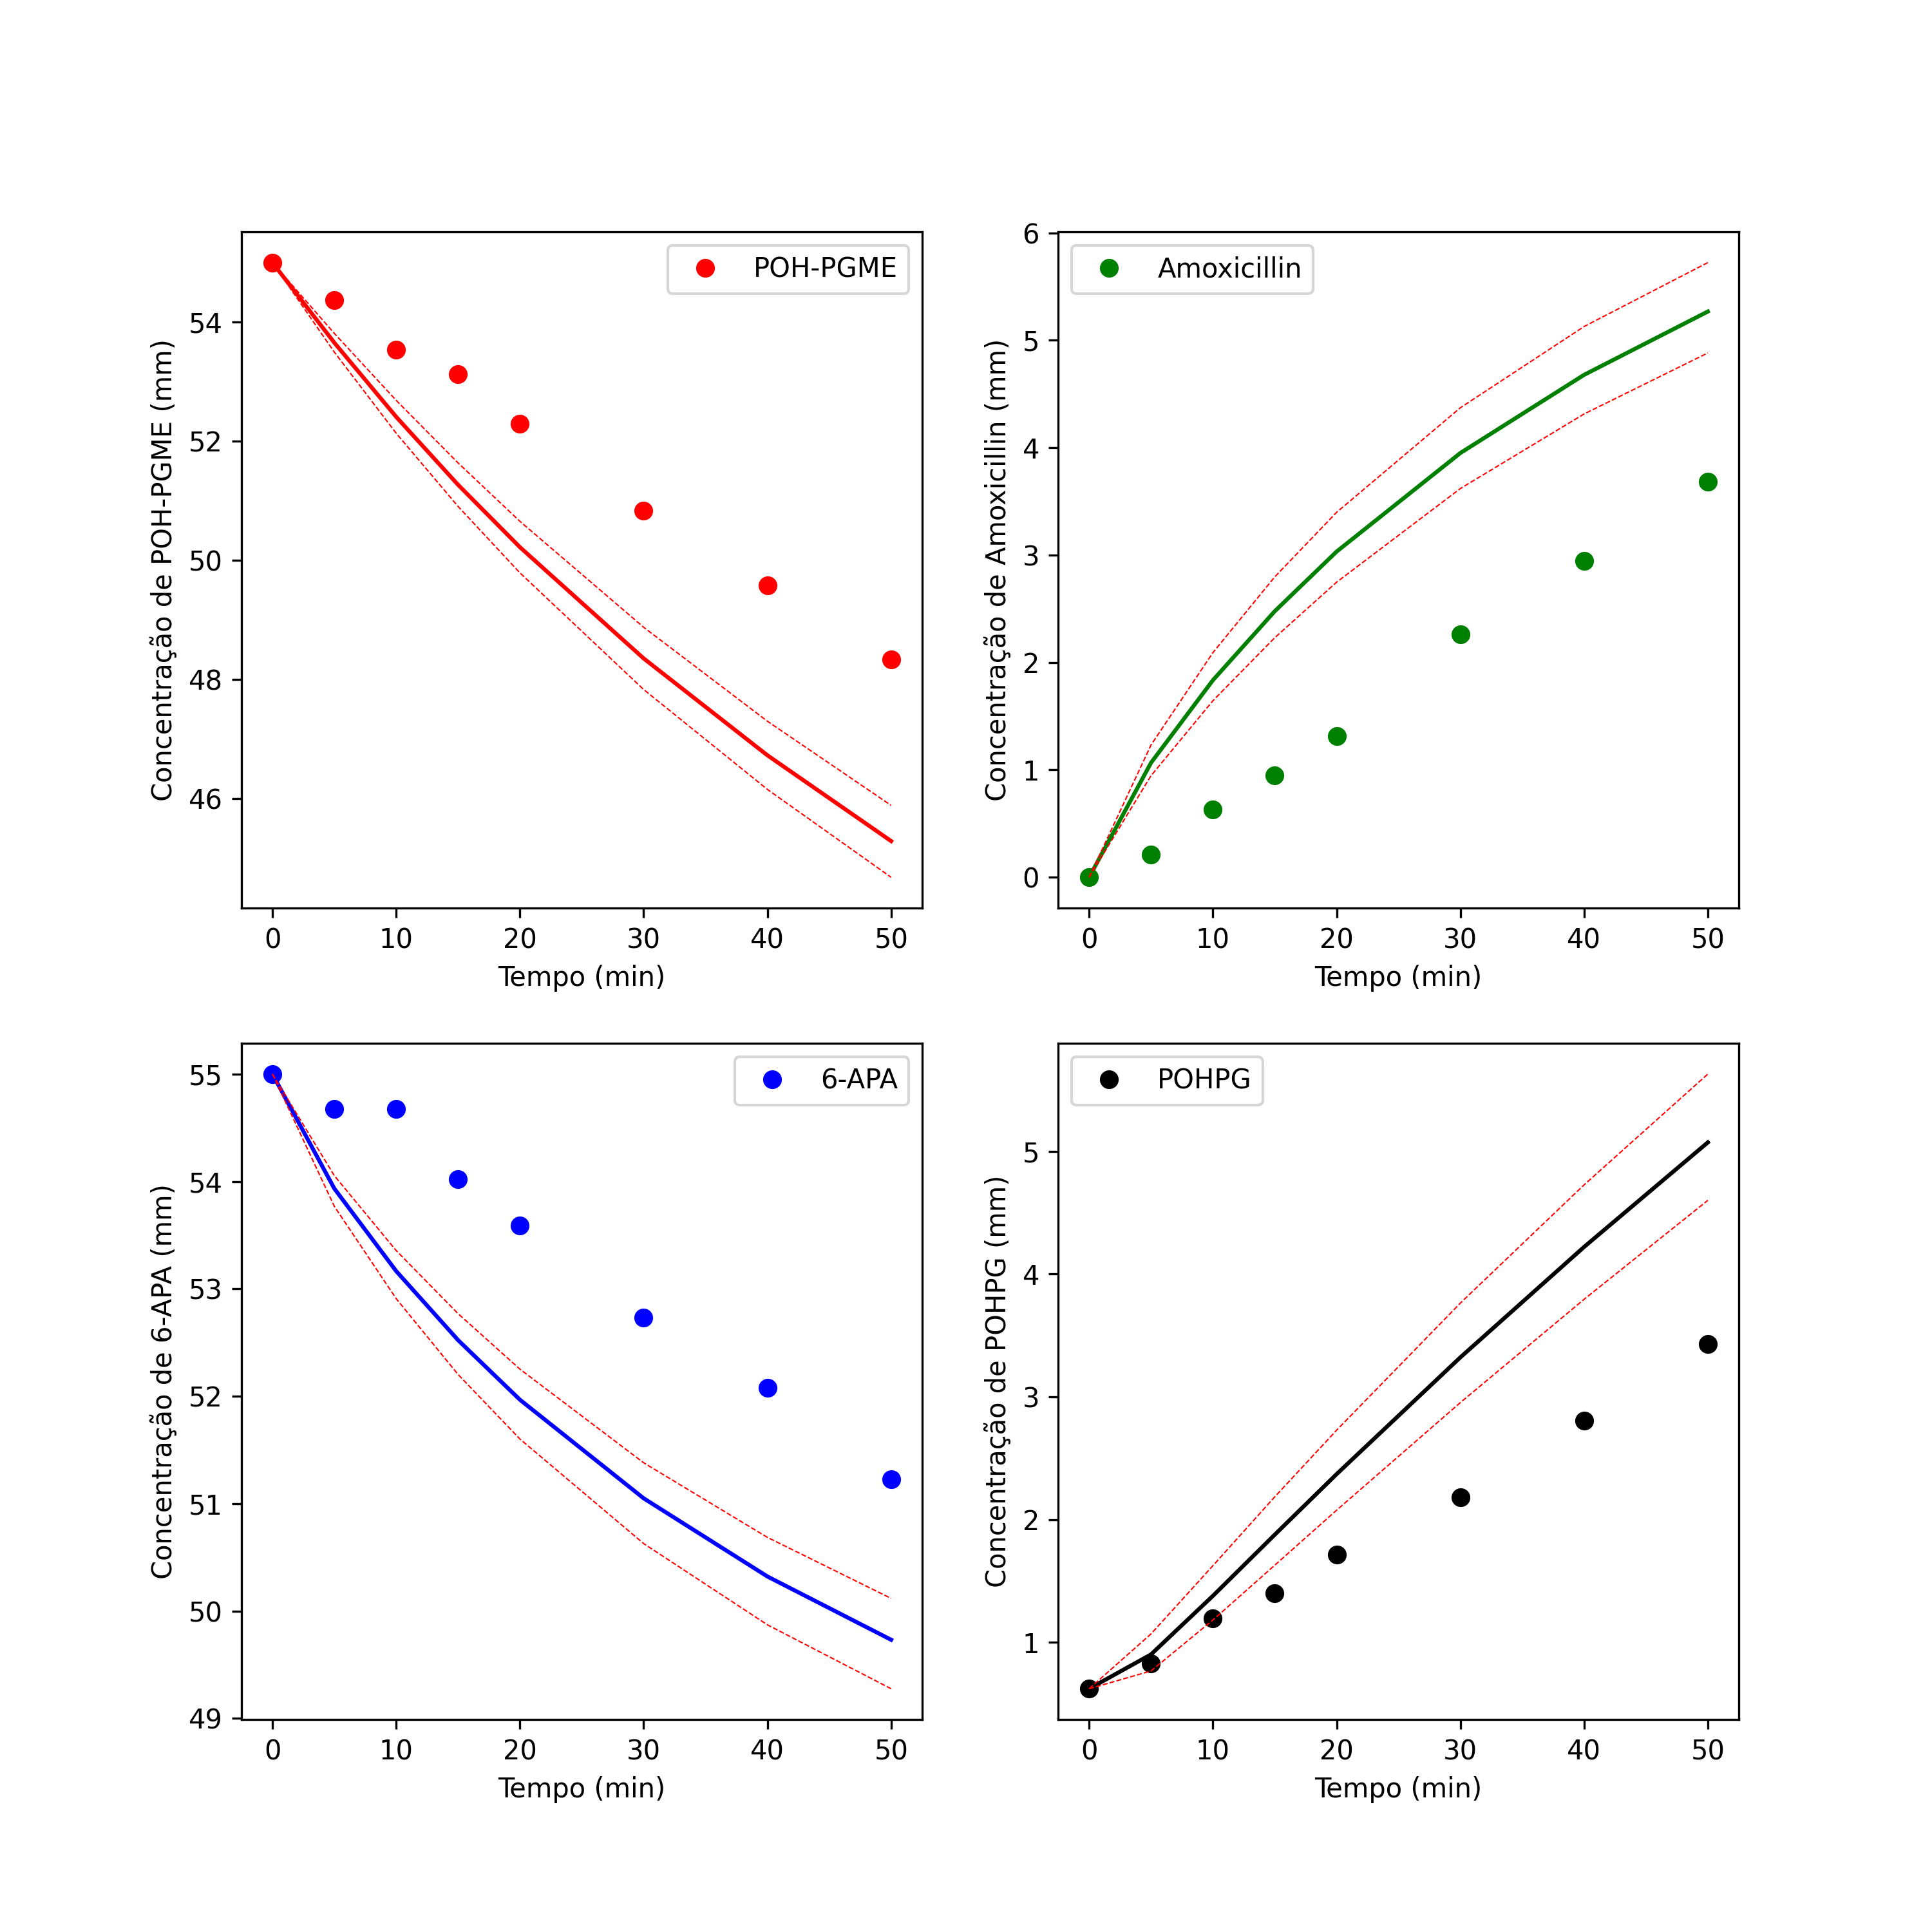 POH-PGME
Concentração de POH-PGME (mm)
54
52
50
48
46
0 10 20 30 40 50
Tempo (min)
Amoxicillin
Concentração de Amoxicillin (mm)
6
5
4
3
2
1
0
0 10 20 30 40 50
Tempo (min)
6-APA
Concentração de 6-APA (mm)
55
54
53
52
51
50
49
0 10 20 30 40 50
Tempo (min)
POHPG
Concentração de POHPG (mm)
5
4
3
2
1
0 10 20 30 40 50
Tempo (min)